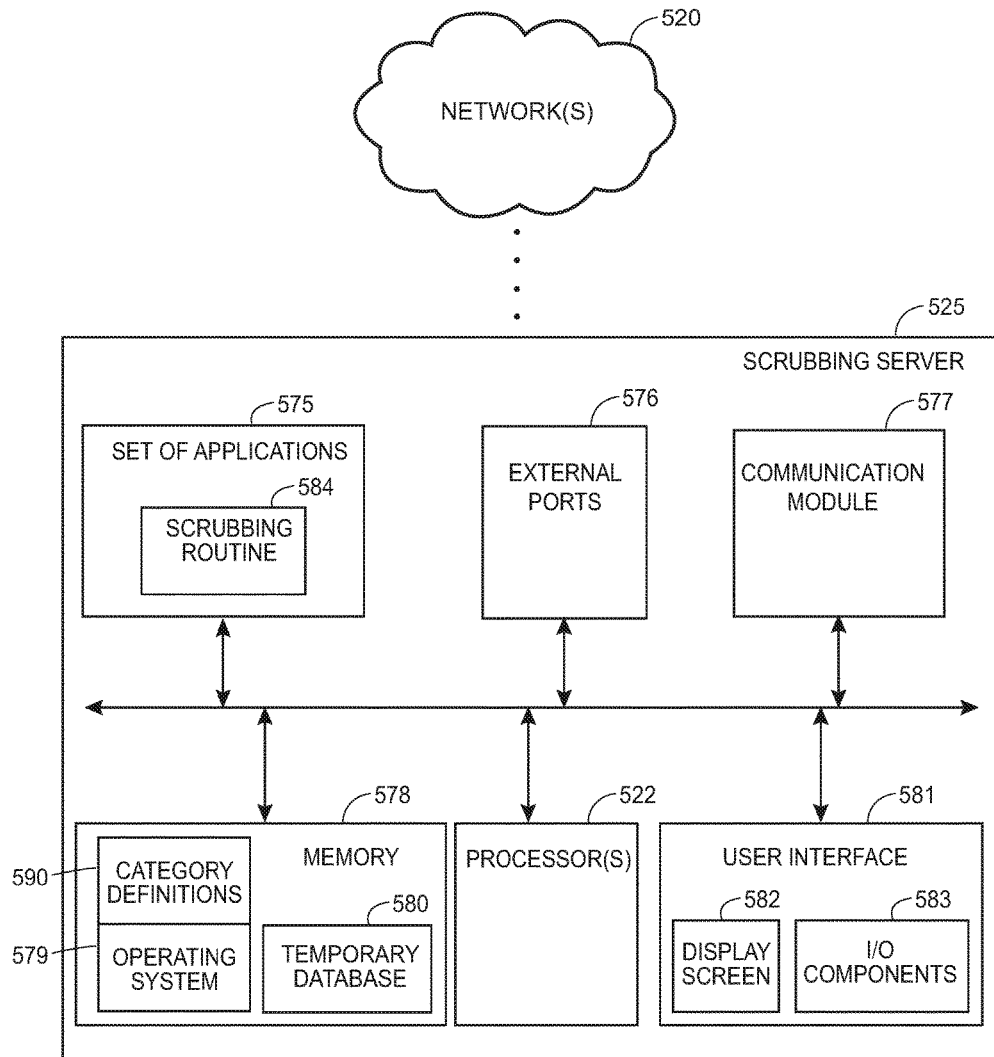 520
NETWORK(S)
525
SCRUBBING SERVER
575
SET OF APPLICATIONS
584
SCRUBBING
ROUTINE
576
EXTERNAL
PORTS
577
COMMUNICATION
MODULE
578
MEMORY
590
CATEGORY
DEFINITIONS
579
OPERATING
SYSTEM
580
TEMPORARY
DATABASE
522
PROCESSOR(S)
581
USER INTERFACE
582
DISPLAY
SCREEN
583
I/O
COMPONENTS